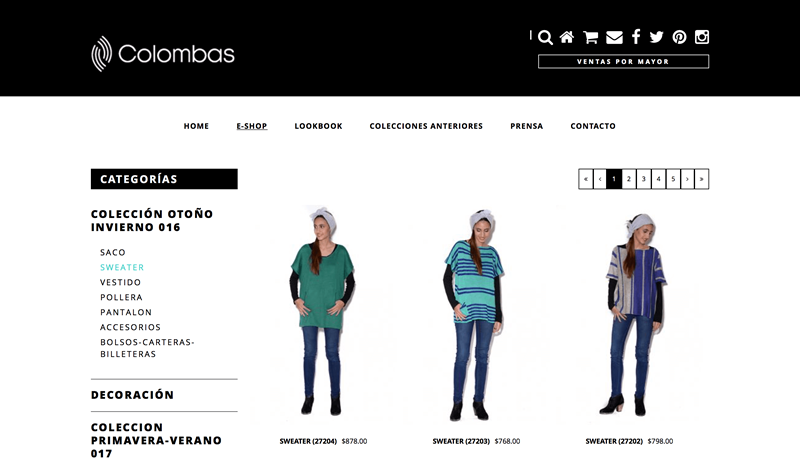 Colombas
VENTAS POR MAYOR
HOME E-SHOP LOOKBOOK COLECCIONES ANTERIORES PRENSA CONTACTO
CATEGORÍAS
« ‹ 1 2 3 4 5 › »
COLECCIÓN OTOÑO
INVIERNO 016
SACO
SWEATER
VESTIDO
POLLERA
PANTALON
ACCESORIOS
BOLSOS-CARTERAS-
BILLETERAS
DECORACIÓN
COLECCION
PRIMAVERA-VERANO
017
SWEATER (27204) $878.00
SWEATER (27203) $768.00
SWEATER (27202) $798.00